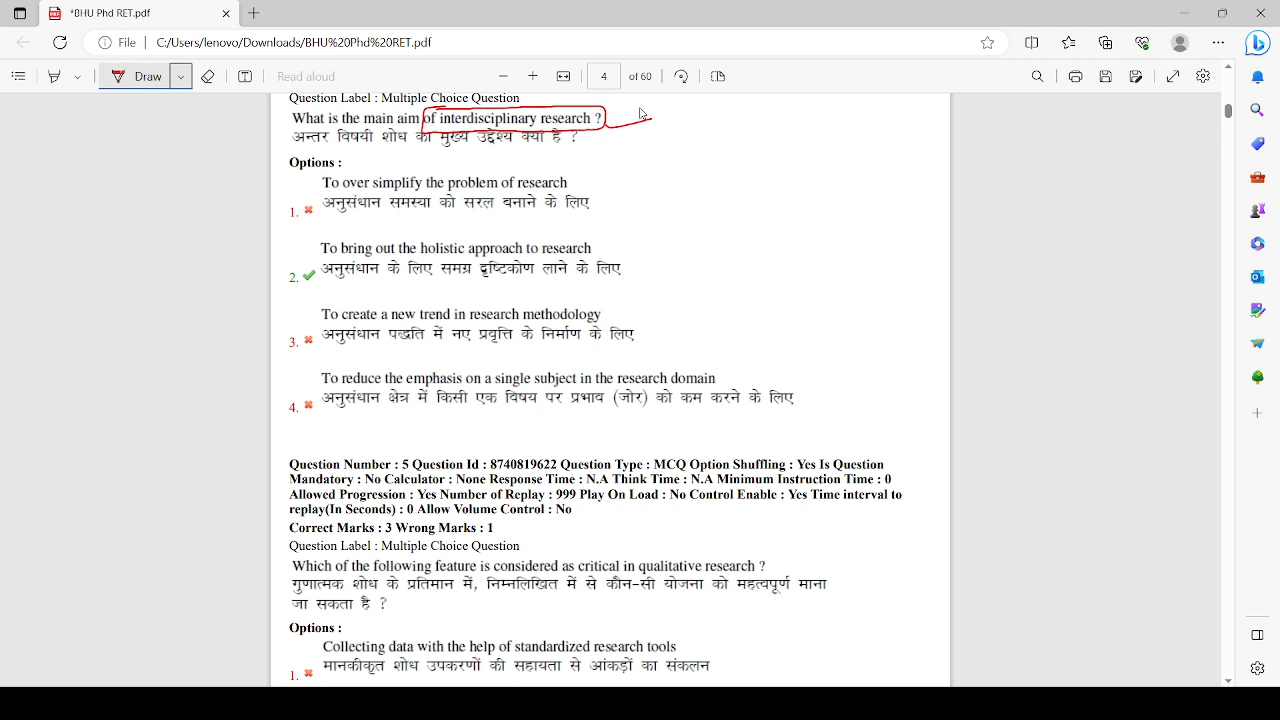 *BHU Phd RET.pdf
File
C:/Users/lenovo/Downloads/BHU%20Phd%20RET.pdf
Draw
Read aloud
4
of 60
Question Label : Multiple Choice Question
What is the main aim of interdisciplinary research ?
अन्तर विषयी शोध का मुख्य उद्देश्य क्या है ?
Options :
To over simplify the problem of research
अनुसंधान समस्या को सरल बनाने के लिए
1.
To bring out the holistic approach to research
अनुसंधान के लिए समग्र दृष्टिकोण लाने के लिए
2.
To create a new trend in research methodology
अनुसंधान पद्धति में नए प्रवृत्ति के निर्माण के लिए
3.
To reduce the emphasis on a single subject in the research domain
अनुसंधान क्षेत्र में किसी एक विषय पर प्रभाव (जोर) को कम करने के लिए
4.
Question Number : 5 Question Id : 8740819622 Question Type : MCQ Option Shuffling : Yes Is Question
Mandatory : No Calculator : None Response Time : N.A Think Time : N.A Minimum Instruction Time : 0
Allowed Progression : Yes Number of Replay : 999 Play On Load : No Control Enable : Yes Time interval to
replay(In Seconds) : 0 Allow Volume Control : No
Correct Marks : 3 Wrong Marks : 1
Question Label : Multiple Choice Question
Which of the following feature is considered as critical in qualitative research ?
गुणात्मक शोध के प्रतिमान में, निम्नलिखित में से कौन-सी योजना को महत्वपूर्ण माना
जा सकता है ?
Options :
Collecting data with the help of standardized research tools
मानकीकृत शोध उपकरणों की सहायता से आंकड़ों का संकलन
1.